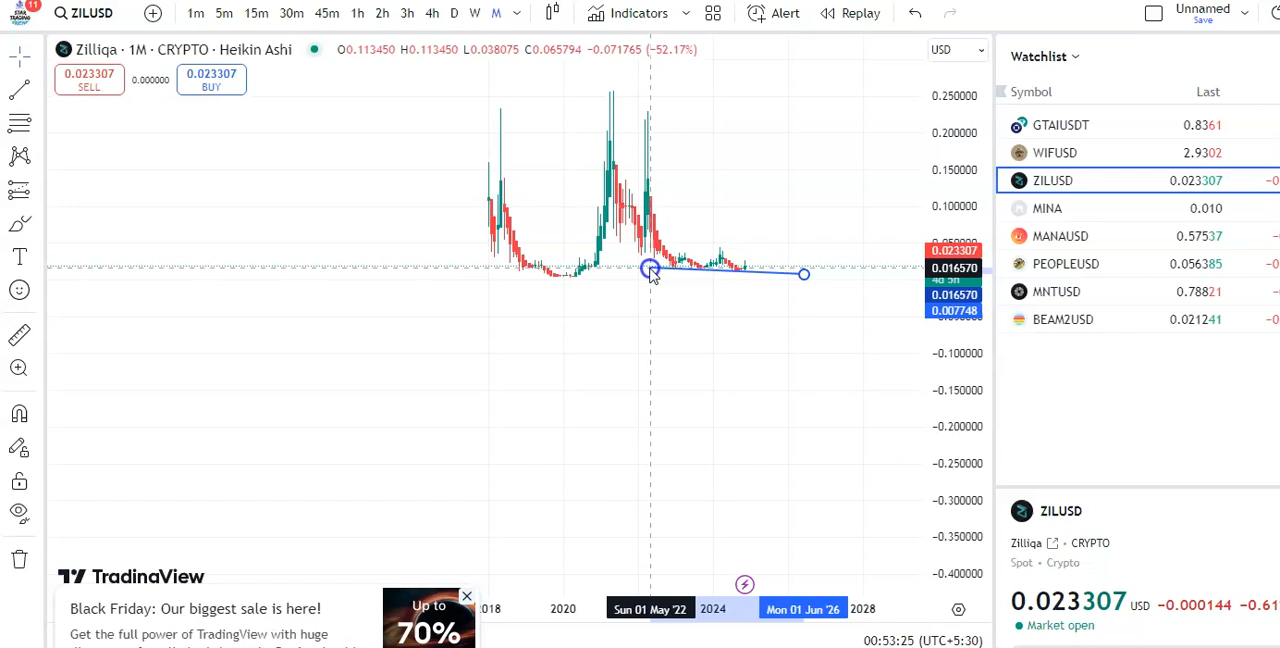 STAR TRADING TREND 11 ZILUSD 1m 5m 15m 30m 45m 1h 2h 3h 4h D W M Indicators Alert Replay Unnamed Save
Zilliqa · 1M · CRYPTO · Heikin Ashi O0.113450 H0.113450 L0.038075 C0.065794 −0.071765 (−52.17%) USD
0.023307 SELL 0.000000 0.023307 BUY
0.250000
0.200000
0.150000
0.100000
0.023307
0.016570
4d 5h
0.016570
0.007748
−0.100000
−0.150000
−0.200000
−0.250000
−0.300000
−0.350000
−0.400000
2018 2020 Sun 01 May '22 2024 Mon 01 Jun '26 2028
00:53:25 (UTC+5:30)
TradingView
Black Friday: Our biggest sale is here!
Get the full power of TradingView with huge
Up to
70%
Watchlist
Symbol Last
GTAIUSDT 0.8361
WIFUSD 2.9302
ZILUSD 0.023307 −0
MINA 0.010
MANAUSD 0.57537
PEOPLEUSD 0.056385
MNTUSD 0.78821
BEAM2USD 0.021241
ZILUSD
Zilliqa · CRYPTO
Spot · Crypto
0.023307 USD −0.000144 −0.61
Market open